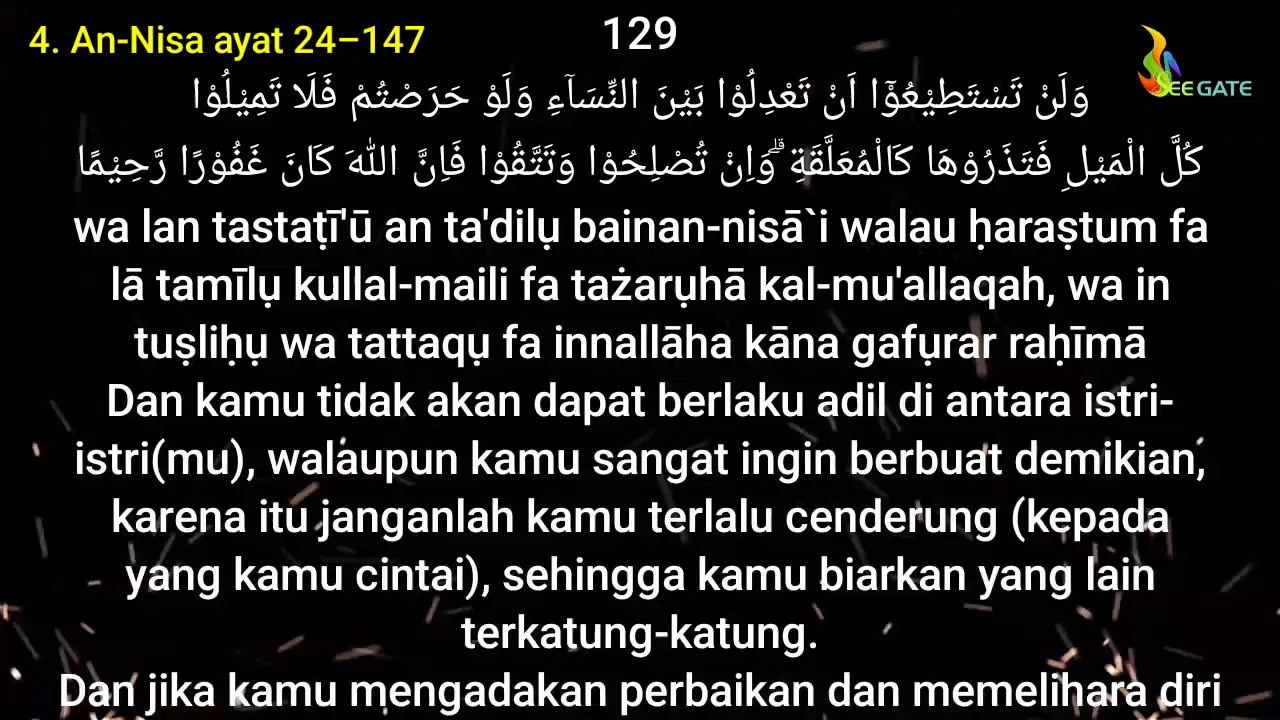 4. An-Nisa ayat 24–147
129
SEE GATE
وَلَنْ تَسْتَطِيْعُوْٓا اَنْ تَعْدِلُوْا بَيْنَ النِّسَاۤءِ وَلَوْ حَرَصْتُمْ فَلَا تَمِيْلُوْا
كُلَّ الْمَيْلِ فَتَذَرُوْهَا كَالْمُعَلَّقَةِ ۗوَاِنْ تُصْلِحُوْا وَتَتَّقُوْا فَاِنَّ اللّٰهَ كَانَ غَفُوْرًا رَّحِيْمًا
wa lan tastaṭī'ū an ta'dilụ bainan-nisā`i walau ḥaraṣtum fa
lā tamīlụ kullal-maili fa tażarụhā kal-mu'allaqah, wa in
tuṣliḥụ wa tattaqụ fa innallāha kāna gafụrar raḥīmā
Dan kamu tidak akan dapat berlaku adil di antara istri-
istri(mu), walaupun kamu sangat ingin berbuat demikian,
karena itu janganlah kamu terlalu cenderung (kepada
yang kamu cintai), sehingga kamu biarkan yang lain
terkatung-katung.
Dan jika kamu mengadakan perbaikan dan memelihara diri